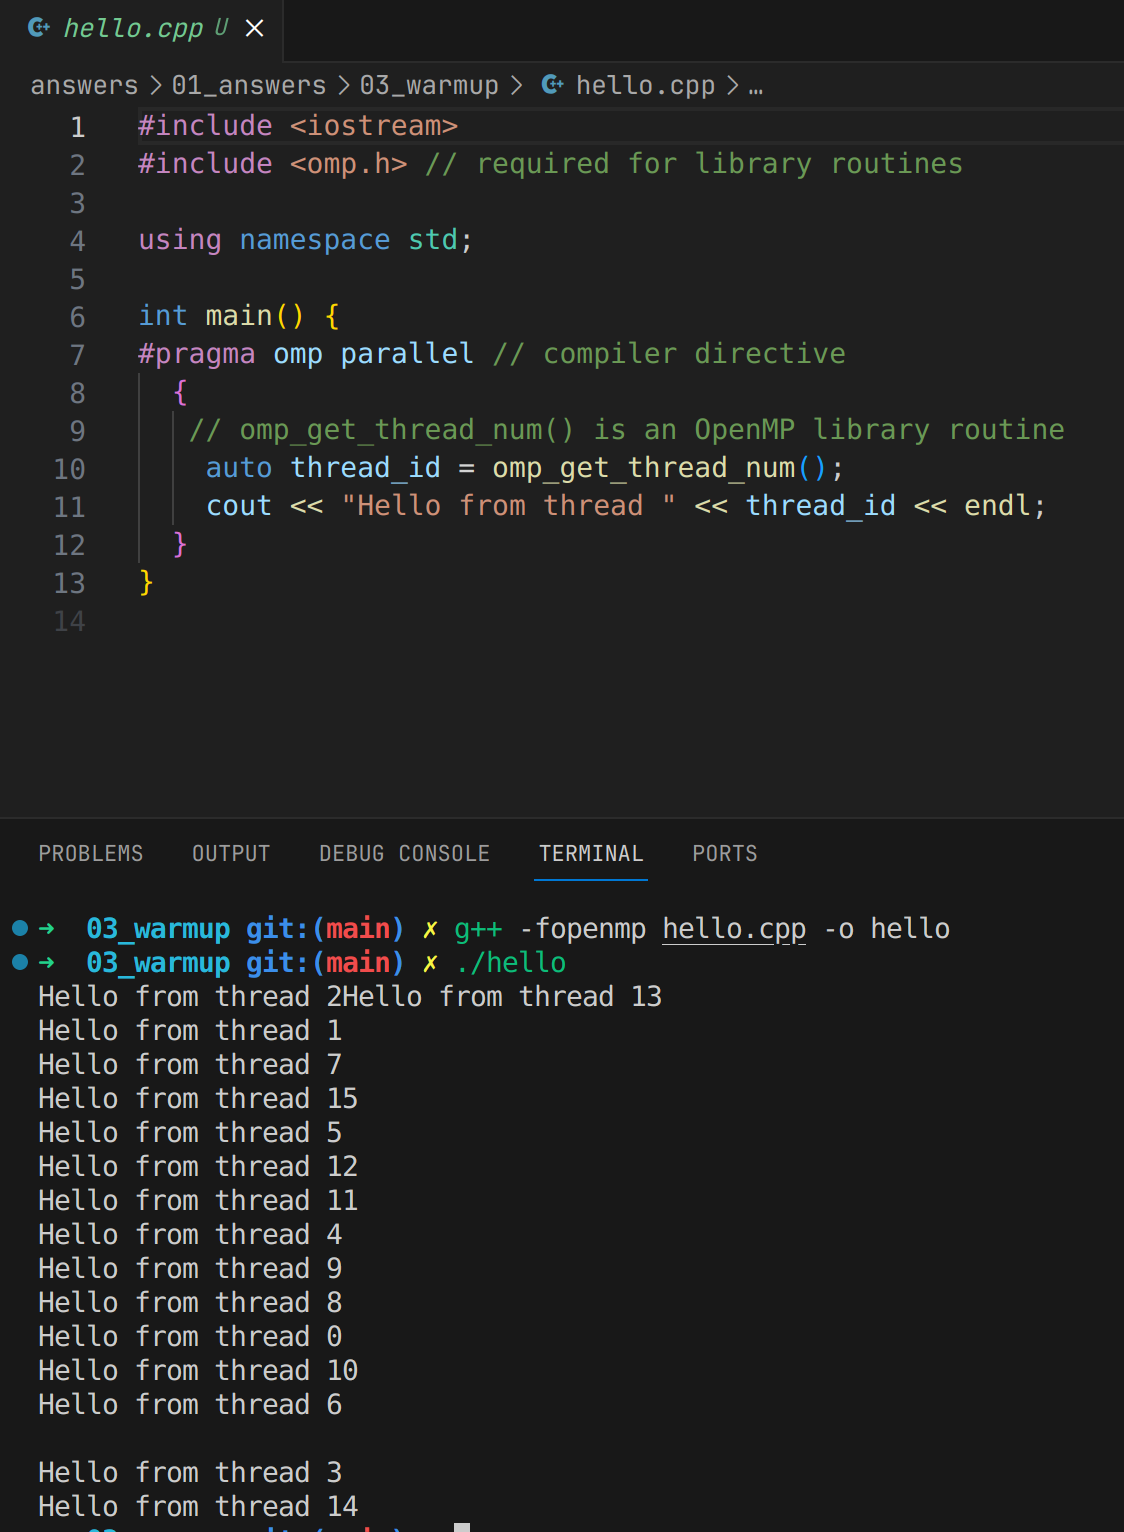 hello.cpp U
answers > 01_answers > 03_warmup > hello.cpp > ...
1 #include <iostream>
2 #include <omp.h> // required for library routines
3
4 using namespace std;
5
6 int main() {
7 #pragma omp parallel // compiler directive
8   {
9    // omp_get_thread_num() is an OpenMP library routine
10     auto thread_id = omp_get_thread_num();
11     cout << "Hello from thread " << thread_id << endl;
12   }
13 }
14
PROBLEMS OUTPUT DEBUG CONSOLE TERMINAL PORTS
➜  03_warmup git:(main) ✗ g++ -fopenmp hello.cpp -o hello
➜  03_warmup git:(main) ✗ ./hello
Hello from thread 2Hello from thread 13
Hello from thread 1
Hello from thread 7
Hello from thread 15
Hello from thread 5
Hello from thread 12
Hello from thread 11
Hello from thread 4
Hello from thread 9
Hello from thread 8
Hello from thread 0
Hello from thread 10
Hello from thread 6

Hello from thread 3
Hello from thread 14